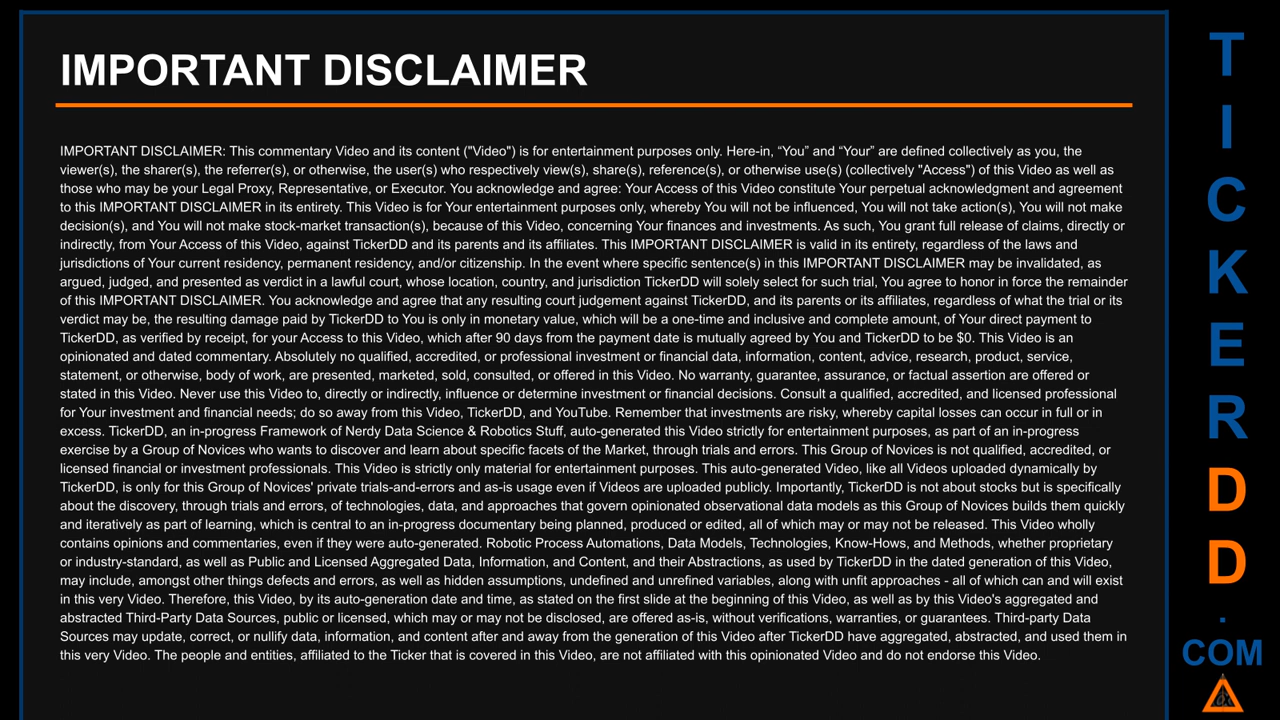 IMPORTANT DISCLAIMER
IMPORTANT DISCLAIMER: This commentary Video and its content ("Video") is for entertainment purposes only. Here-in, “You” and “Your” are defined collectively as you, the
viewer(s), the sharer(s), the referrer(s), or otherwise, the user(s) who respectively view(s), share(s), reference(s), or otherwise use(s) (collectively "Access") of this Video as well as
those who may be your Legal Proxy, Representative, or Executor. You acknowledge and agree: Your Access of this Video constitute Your perpetual acknowledgment and agreement
to this IMPORTANT DISCLAIMER in its entirety. This Video is for Your entertainment purposes only, whereby You will not be influenced, You will not take action(s), You will not make
decision(s), and You will not make stock-market transaction(s), because of this Video, concerning Your finances and investments. As such, You grant full release of claims, directly or
indirectly, from Your Access of this Video, against TickerDD and its parents and its affiliates. This IMPORTANT DISCLAIMER is valid in its entirety, regardless of the laws and
jurisdictions of Your current residency, permanent residency, and/or citizenship. In the event where specific sentence(s) in this IMPORTANT DISCLAIMER may be invalidated, as
argued, judged, and presented as verdict in a lawful court, whose location, country, and jurisdiction TickerDD will solely select for such trial, You agree to honor in force the remainder
of this IMPORTANT DISCLAIMER. You acknowledge and agree that any resulting court judgement against TickerDD, and its parents or its affiliates, regardless of what the trial or its
verdict may be, the resulting damage paid by TickerDD to You is only in monetary value, which will be a one-time and inclusive and complete amount, of Your direct payment to
TickerDD, as verified by receipt, for your Access to this Video, which after 90 days from the payment date is mutually agreed by You and TickerDD to be $0. This Video is an
opinionated and dated commentary. Absolutely no qualified, accredited, or professional investment or financial data, information, content, advice, research, product, service,
statement, or otherwise, body of work, are presented, marketed, sold, consulted, or offered in this Video. No warranty, guarantee, assurance, or factual assertion are offered or
stated in this Video. Never use this Video to, directly or indirectly, influence or determine investment or financial decisions. Consult a qualified, accredited, and licensed professional
for Your investment and financial needs; do so away from this Video, TickerDD, and YouTube. Remember that investments are risky, whereby capital losses can occur in full or in
excess. TickerDD, an in-progress Framework of Nerdy Data Science & Robotics Stuff, auto-generated this Video strictly for entertainment purposes, as part of an in-progress
exercise by a Group of Novices who wants to discover and learn about specific facets of the Market, through trials and errors. This Group of Novices is not qualified, accredited, or
licensed financial or investment professionals. This Video is strictly only material for entertainment purposes. This auto-generated Video, like all Videos uploaded dynamically by
TickerDD, is only for this Group of Novices' private trials-and-errors and as-is usage even if Videos are uploaded publicly. Importantly, TickerDD is not about stocks but is specifically
about the discovery, through trials and errors, of technologies, data, and approaches that govern opinionated observational data models as this Group of Novices builds them quickly
and iteratively as part of learning, which is central to an in-progress documentary being planned, produced or edited, all of which may or may not be released. This Video wholly
contains opinions and commentaries, even if they were auto-generated. Robotic Process Automations, Data Models, Technologies, Know-Hows, and Methods, whether proprietary
or industry-standard, as well as Public and Licensed Aggregated Data, Information, and Content, and their Abstractions, as used by TickerDD in the dated generation of this Video,
may include, amongst other things defects and errors, as well as hidden assumptions, undefined and unrefined variables, along with unfit approaches - all of which can and will exist
in this very Video. Therefore, this Video, by its auto-generation date and time, as stated on the first slide at the beginning of this Video, as well as by this Video's aggregated and
abstracted Third-Party Data Sources, public or licensed, which may or may not be disclosed, are offered as-is, without verifications, warranties, or guarantees. Third-party Data
Sources may update, correct, or nullify data, information, and content after and away from the generation of this Video after TickerDD have aggregated, abstracted, and used them in
this very Video. The people and entities, affiliated to the Ticker that is covered in this Video, are not affiliated with this opinionated Video and do not endorse this Video.
T
I
C
K
E
R
D
D
.
COM